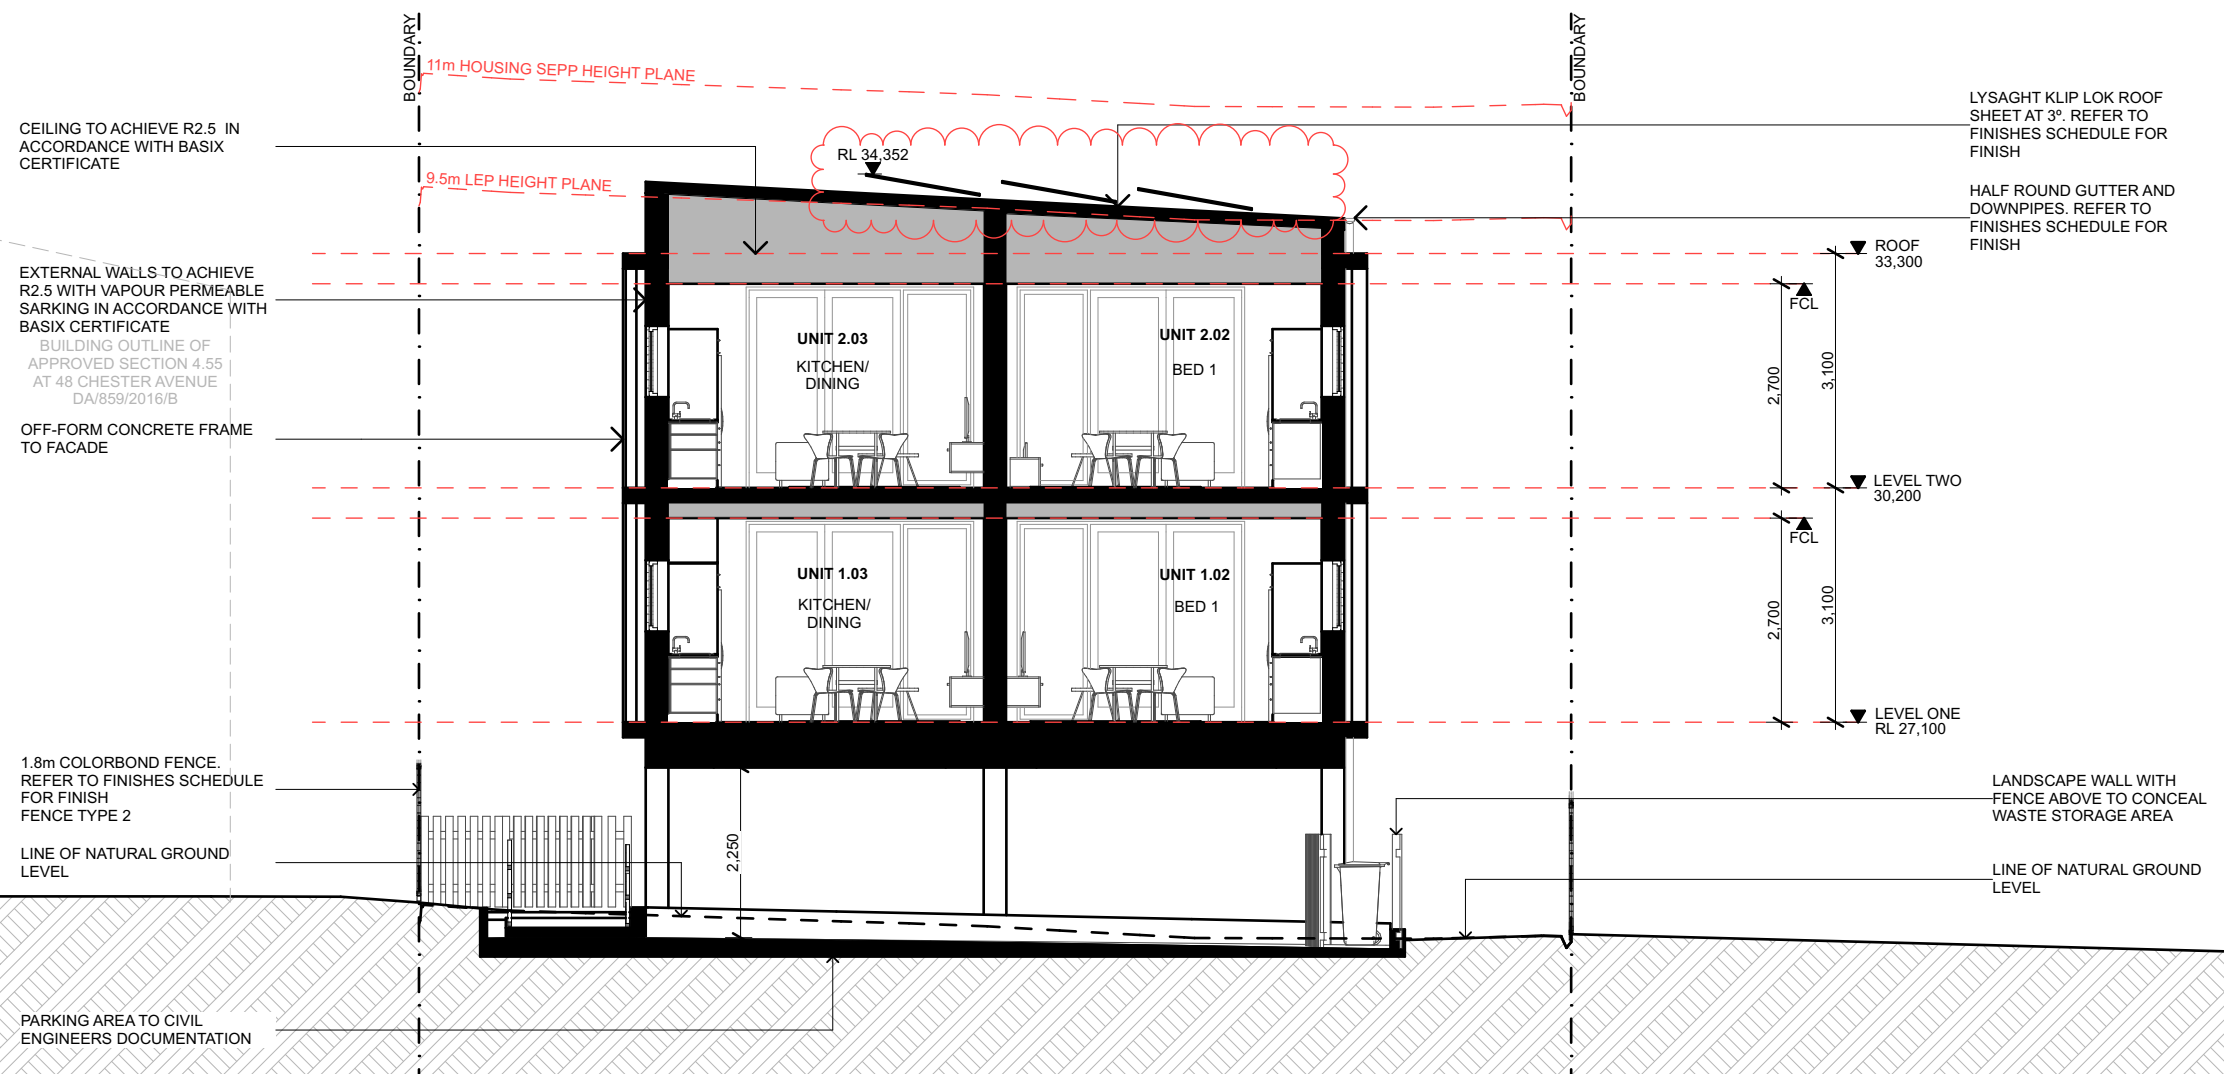 BOUNDARY
11m HOUSING SEPP HEIGHT PLANE
BOUNDARY
CEILING TO ACHIEVE R2.5 IN
ACCORDANCE WITH BASIX
CERTIFICATE
9.5m LEP HEIGHT PLANE
RL 34,352
LYSAGHT KLIP LOK ROOF
SHEET AT 3º. REFER TO
FINISHES SCHEDULE FOR
FINISH
HALF ROUND GUTTER AND
DOWNPIPES. REFER TO
FINISHES SCHEDULE FOR
FINISH
ROOF
33,300
EXTERNAL WALLS TO ACHIEVE
R2.5 WITH VAPOUR PERMEABLE
SARKING IN ACCORDANCE WITH
BASIX CERTIFICATE
BUILDING OUTLINE OF
APPROVED SECTION 4.55
AT 48 CHESTER AVENUE
DA/859/2016/B
OFF-FORM CONCRETE FRAME
TO FACADE
UNIT 2.03
KITCHEN/
DINING
UNIT 2.02
BED 1
FCL
2,700
3,100
LEVEL TWO
30,200
UNIT 1.03
KITCHEN/
DINING
UNIT 1.02
BED 1
FCL
2,700
3,100
LEVEL ONE
RL 27,100
1.8m COLORBOND FENCE.
REFER TO FINISHES SCHEDULE
FOR FINISH
FENCE TYPE 2
LINE OF NATURAL GROUND
LEVEL
2,250
LANDSCAPE WALL WITH
FENCE ABOVE TO CONCEAL
WASTE STORAGE AREA
LINE OF NATURAL GROUND
LEVEL
PARKING AREA TO CIVIL
ENGINEERS DOCUMENTATION